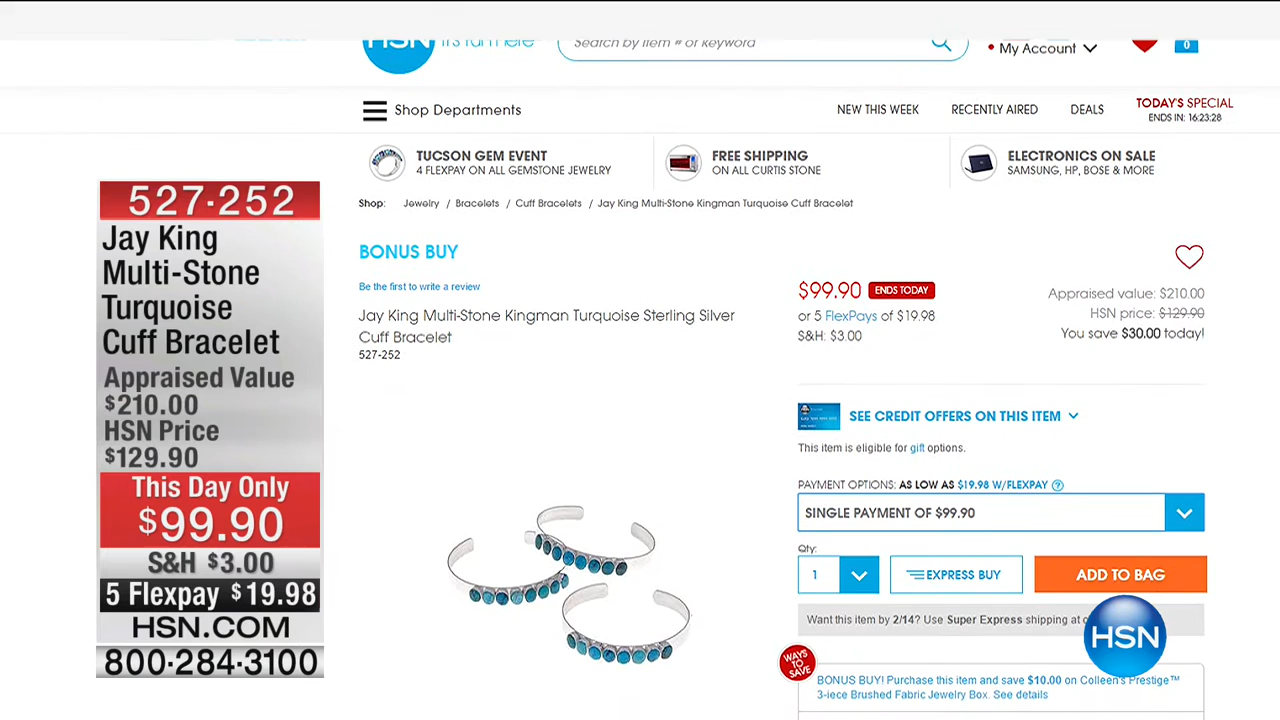 HSN it's fun here
Search by item # or keyword
My Account
0
Shop Departments
NEW THIS WEEK
RECENTLY AIRED
DEALS
TODAY'S SPECIAL
ENDS IN: 16:23:28
TUCSON GEM EVENT
4 FLEXPAY ON ALL GEMSTONE JEWELRY
FREE SHIPPING
ON ALL CURTIS STONE
ELECTRONICS ON SALE
SAMSUNG, HP, BOSE & MORE
527-252
Jay King
Multi-Stone
Turquoise
Cuff Bracelet
Appraised Value
$210.00
HSN Price
$129.90
This Day Only
$99.90
S&H $3.00
5 Flexpay $19.98
HSN.COM
800-284-3100
Shop: Jewelry / Bracelets / Cuff Bracelets / Jay King Multi-Stone Kingman Turquoise Cuff Bracelet
BONUS BUY
Be the first to write a review
Jay King Multi-Stone Kingman Turquoise Sterling Silver
Cuff Bracelet
527-252
$99.90 ENDS TODAY
or 5 FlexPays of $19.98
S&H: $3.00
Appraised value: $210.00
HSN price: $129.90
You save $30.00 today!
SEE CREDIT OFFERS ON THIS ITEM
This item is eligible for gift options.
PAYMENT OPTIONS: AS LOW AS $19.98 W/FLEXPAY ?
SINGLE PAYMENT OF $99.90
Qty:
1
EXPRESS BUY
ADD TO BAG
Want this item by 2/14? Use Super Express shipping at
HSN
WAYS
TO
SAVE
BONUS BUY! Purchase this item and save $10.00 on Colleen's Prestige™
3-iece Brushed Fabric Jewelry Box. See details